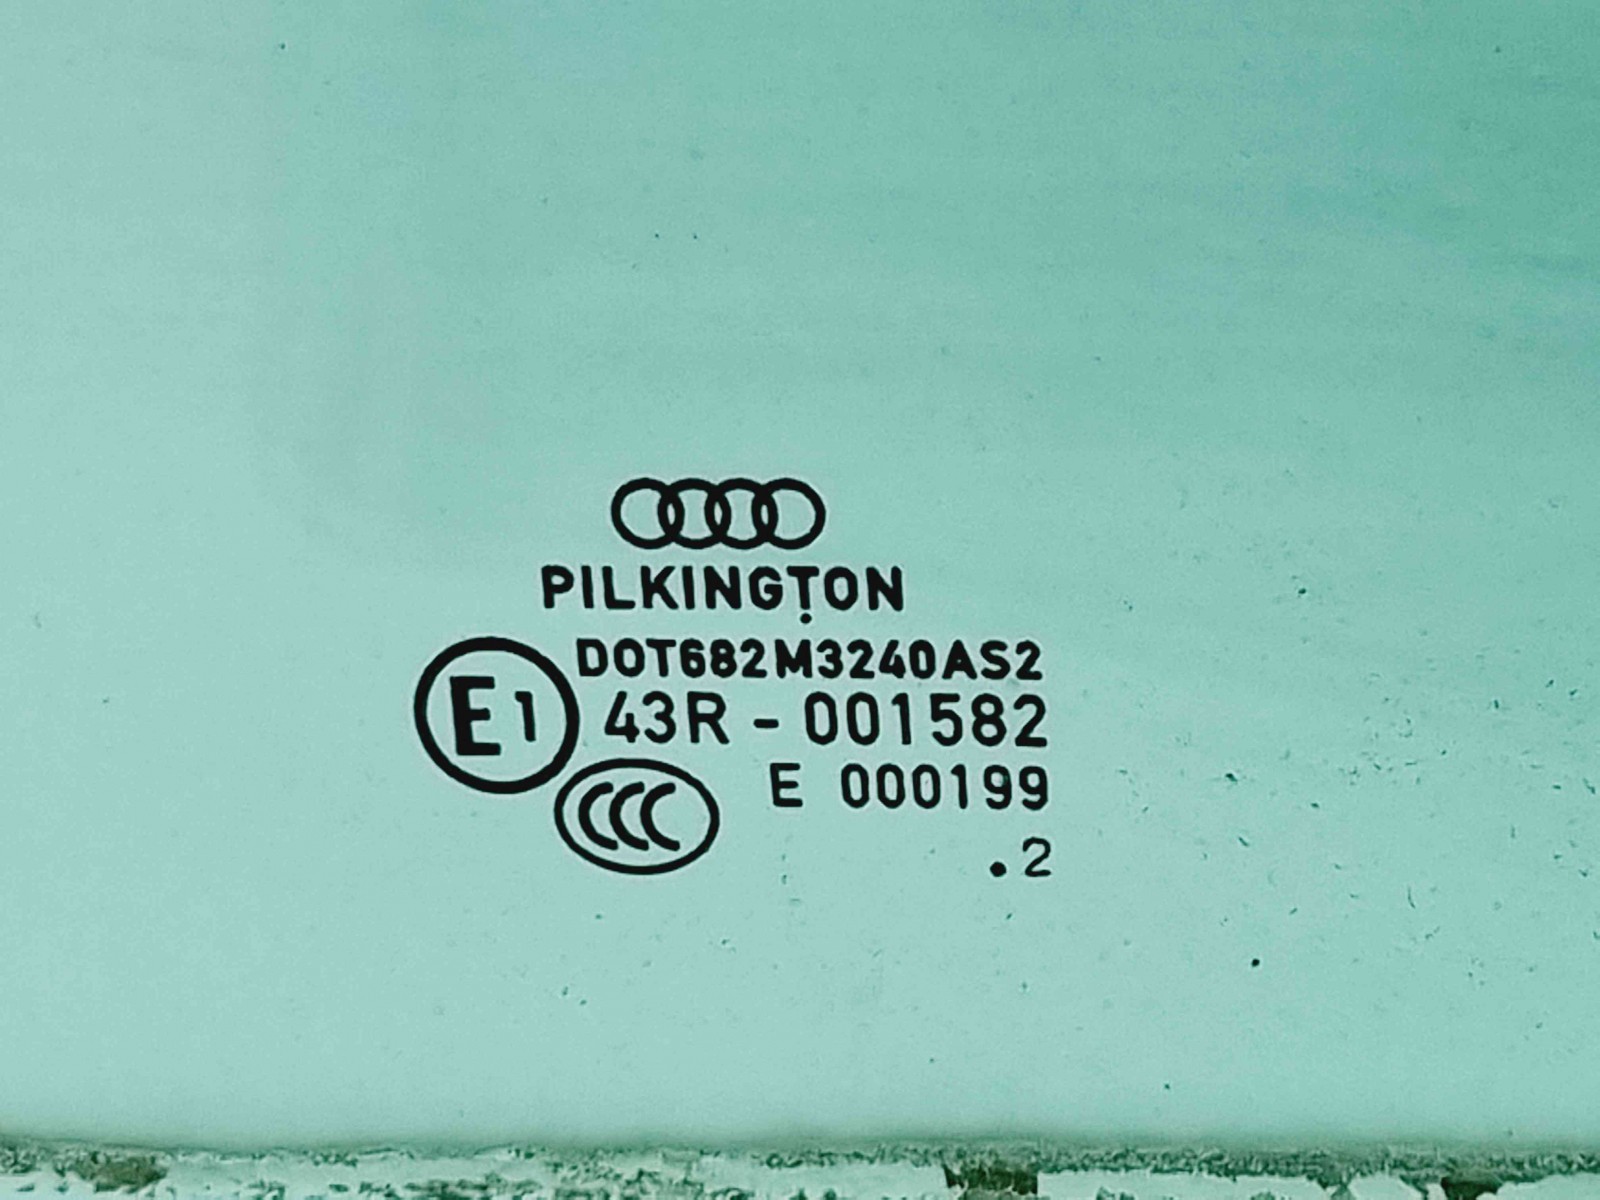 PILKINGTON
DOT682M3240AS2
E1 43R - 001582
CCC E 000199
.2